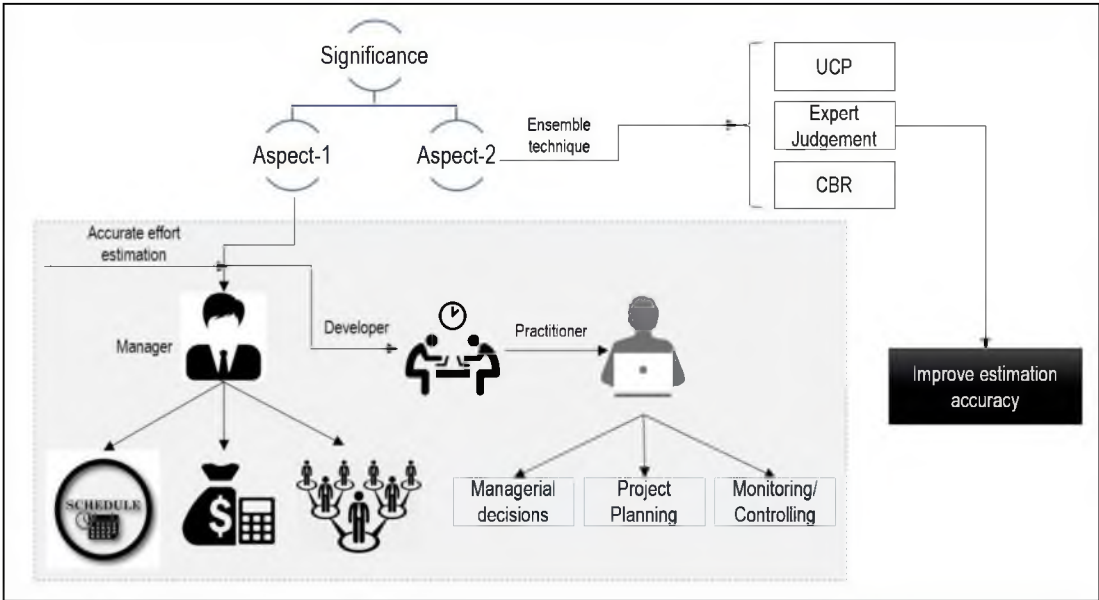 Significance
Aspect-1
Aspect-2
Ensemble
technique
UCP
Expert
Judgement
CBR
Accurate effort
estimation
Manager
Developer
Practitioner
Improve estimation
accuracy
SCHEDULE
$
Managerial
decisions
Project
Planning
Monitoring/
Controlling